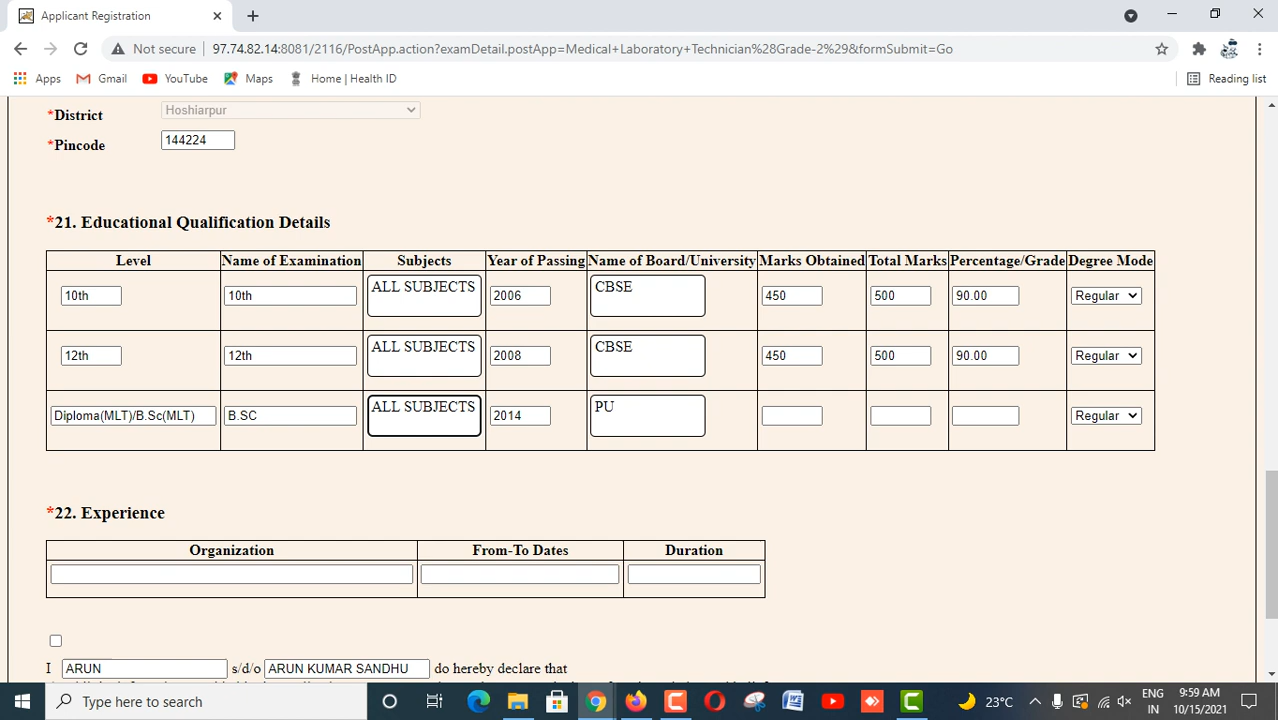 Applicant Registration
Not secure 97.74.82.14:8081/2116/PostApp.action?examDetail.postApp=Medical+Laboratory+Technician%28Grade-2%29&formSubmit=Go
Apps Gmail YouTube Maps Home | Health ID Reading list
*District Hoshiarpur
*Pincode 144224
*21. Educational Qualification Details
Level Name of Examination Subjects Year of Passing Name of Board/University Marks Obtained Total Marks Percentage/Grade Degree Mode
10th 10th ALL SUBJECTS 2006 CBSE 450 500 90.00 Regular
12th 12th ALL SUBJECTS 2008 CBSE 450 500 90.00 Regular
Diploma(MLT)/B.Sc(MLT) B.SC ALL SUBJECTS 2014 PU Regular
*22. Experience
Organization From-To Dates Duration
I ARUN s/d/o ARUN KUMAR SANDHU do hereby declare that
Type here to search 23°C ENG 9:59 AM
IN 10/15/2021